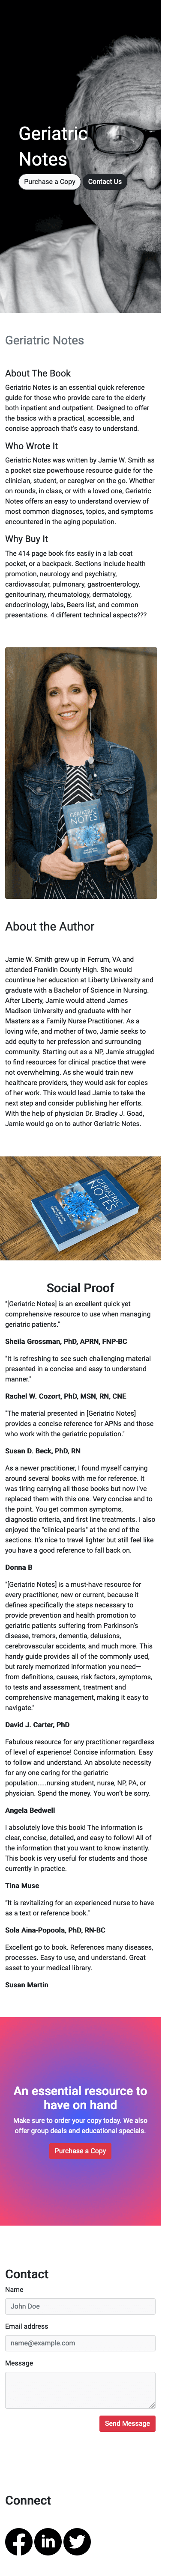 Geriatric
Notes
Purchase a Copy
Contact Us
Geriatric Notes
About The Book
Geriatric Notes is an essential quick reference
guide for those who provide care to the elderly
both inpatient and outpatient. Designed to offer
the basics with a practical, accessible, and
concise approach that's easy to understand.
Who Wrote It
Geriatric Notes was written by Jamie W. Smith as
a pocket size powerhouse resource guide for the
clinician, student, or caregiver on the go. Whether
on rounds, in class, or with a loved one, Geriatric
Notes offers an easy to understand overview of
most common diagnoses, topics, and symptoms
encountered in the aging population.
Why Buy It
The 414 page book fits easily in a lab coat
pocket, or a backpack. Sections include health
promotion, neurology and psychiatry,
cardiovascular, pulmonary, gastroenterology,
genitourinary, rheumatology, dermatology,
endocrinology, labs, Beers list, and common
presentations. 4 different technical aspects???
GERIATRIC
NOTES
About the Author
Jamie W. Smith grew up in Ferrum, VA and
attended Franklin County High. She would
countinue her education at Liberty University and
graduate with a Bachelor of Science in Nursing.
After Liberty, Jamie would attend James
Madison University and graduate with her
Masters as a Family Nurse Practitioner. As a
loving wife, and mother of two, Jamie seeks to
add equity to her profession and surrounding
community. Starting out as a NP, Jamie struggled
to find resources for clinical practice that were
not overwhelming. As she would train new
healthcare providers, they would ask for copies
of her work. This would lead Jamie to take the
next step and consider publishing her efforts.
With the help of physician Dr. Bradley J. Goad,
Jamie would go on to author Geriatric Notes.
GERIATRIC
NOTES
Social Proof
"[Geriatric Notes] is an excellent quick yet
comprehensive resource to use when managing
geriatric patients."
Sheila Grossman, PhD, APRN, FNP-BC
"It is refreshing to see such challenging material
presented in a concise and easy to understand
manner."
Rachel W. Cozort, PhD, MSN, RN, CNE
"The material presented in [Geriatric Notes]
provides a concise reference for APNs and those
who work with the geriatric population."
Susan D. Beck, PhD, RN
As a newer practitioner, I found myself carrying
around several books with me for reference. It
was tiring carrying all those books but now I've
replaced them with this one. Very concise and to
the point. You get common symptoms,
diagnostic criteria, and first line treatments. I also
enjoyed the "clinical pearls" at the end of the
sections. It's nice to travel lighter but still feel like
you have a good reference to fall back on.
Donna B
"[Geriatric Notes] is a must-have resource for
every practitioner, new or current, because it
defines specifically the steps necessary to
provide prevention and health promotion to
geriatric patients suffering from Parkinson's
disease, tremors, dementia, delusions,
cerebrovascular accidents, and much more. This
handy guide provides all of the commonly used,
but rarely memorized information you need—
from definitions, causes, risk factors, symptoms,
to tests and assessment, treatment and
comprehensive management, making it easy to
navigate."
David J. Carter, PhD
Fabulous resource for any practitioner regardless
of level of experience! Concise information. Easy
to follow and understand. An absolute necessity
for any one caring for the geriatric
population.....nursing student, nurse, NP, PA, or
physician. Spend the money. You won't be sorry.
Angela Bedwell
I absolutely love this book! The information is
clear, concise, detailed, and easy to follow! All of
the information that you want to know instantly.
This book is very useful for students and those
currently in practice.
Tina Muse
"It is revitalizing for an experienced nurse to have
as a text or reference book."
Sola Aina-Popoola, PhD, RN-BC
Excellent go to book. References many diseases,
processes. Easy to use, and understand. Great
asset to your medical library.
Susan Martin
An essential resource to
have on hand
Make sure to order your copy today. We also
offer group deals and educational specials.
Purchase a Copy
Contact
Name
John Doe
Email address
name@example.com
Message
Send Message
Connect